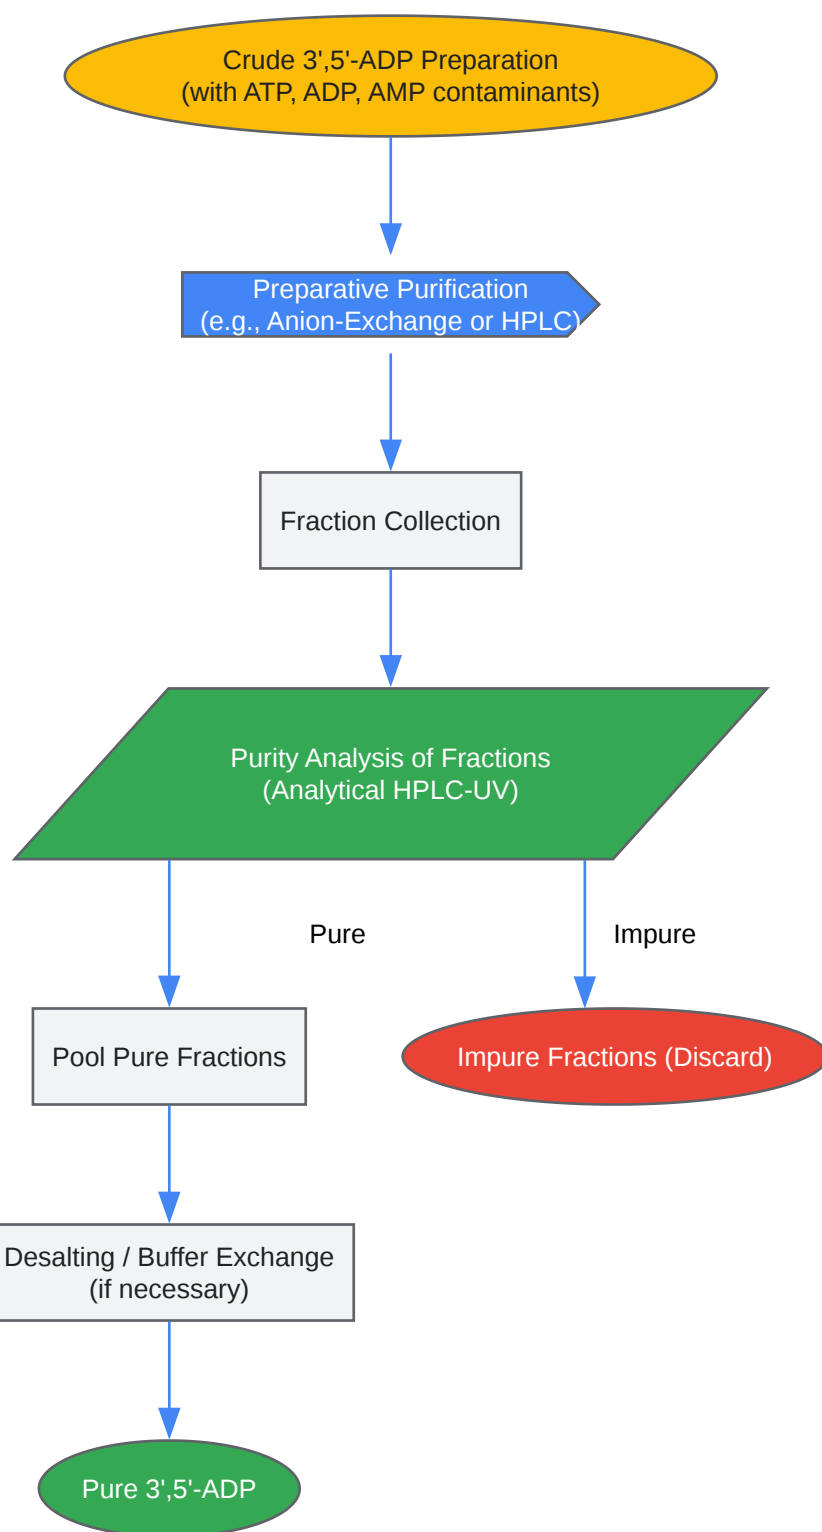 Crude 3',5'-ADP Preparation
(with ATP, ADP, AMP contaminants)
Preparative Purification
(e.g., Anion-Exchange or HPLC)
Fraction Collection
Purity Analysis of Fractions
(Analytical HPLC-UV)
Pure
Impure
Pool Pure Fractions
Impure Fractions (Discard)
Desalting / Buffer Exchange
(if necessary)
Pure 3',5'-ADP